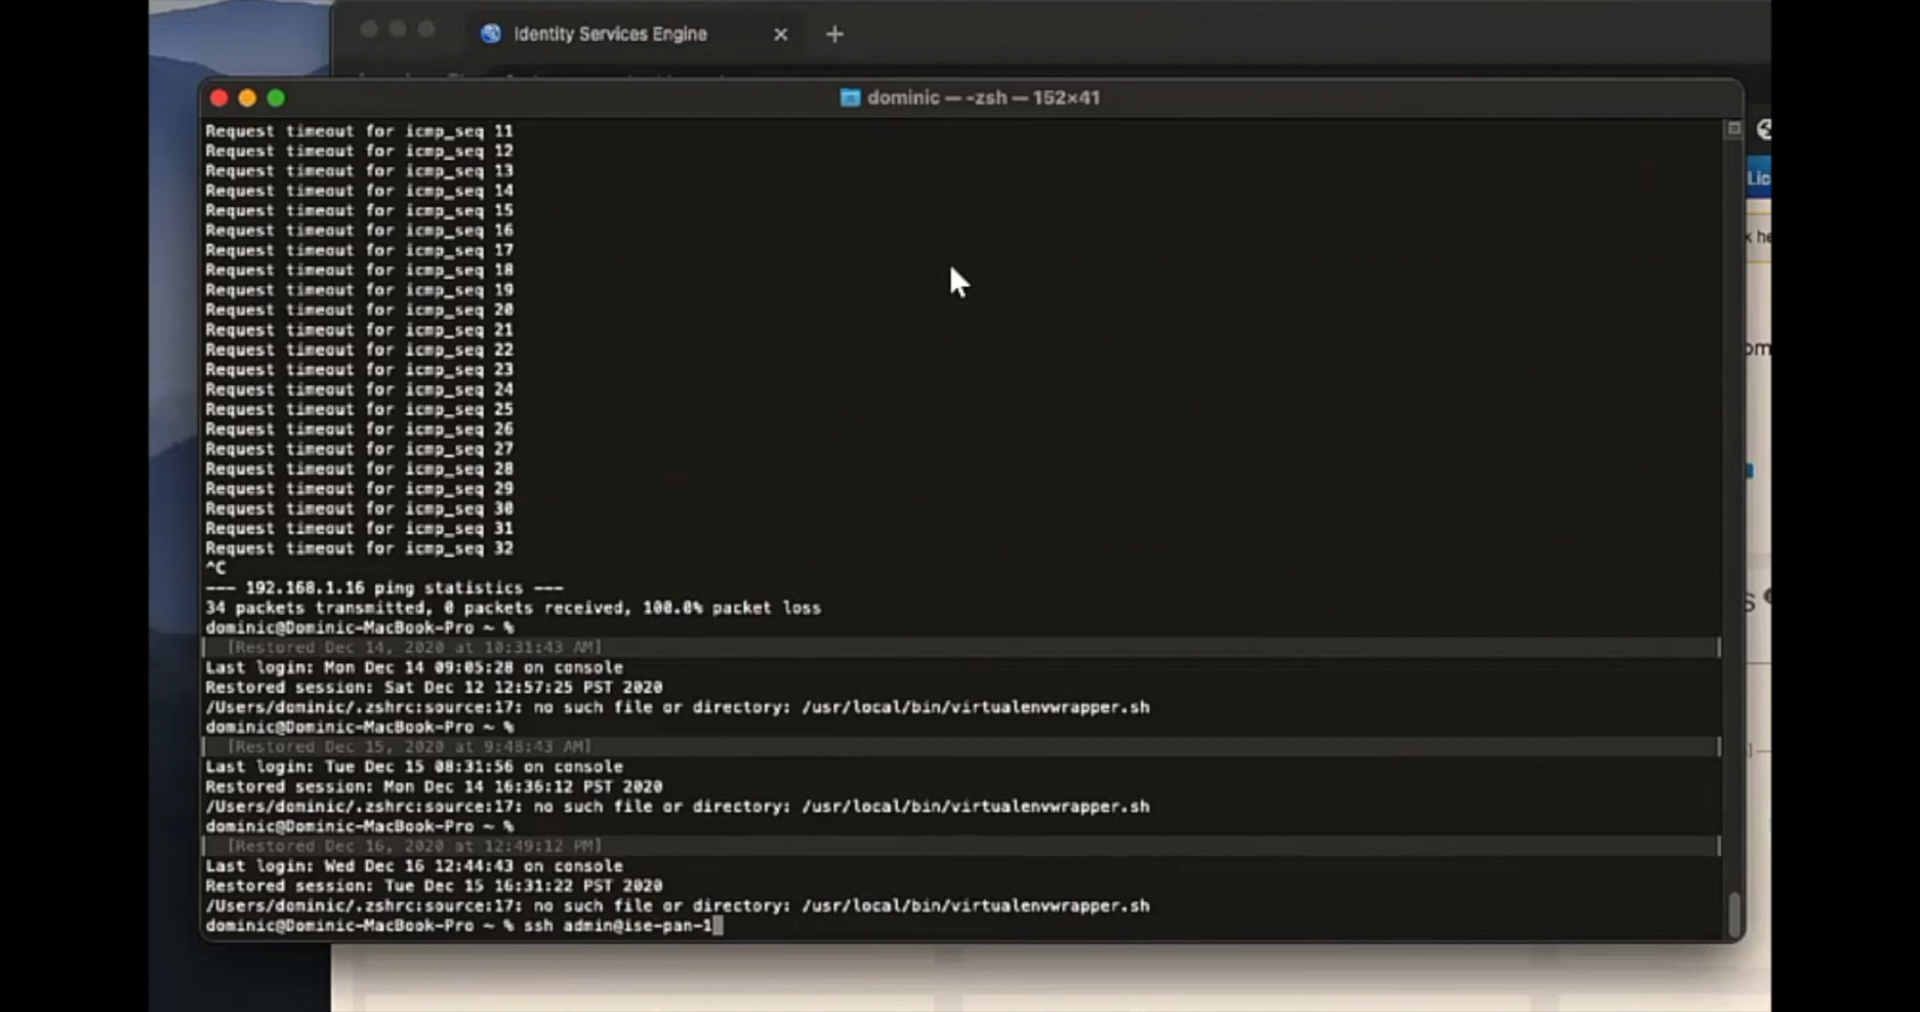 Identity Services Engine
dominic — -zsh — 152×41
Request timeout for icmp_seq 11
Request timeout for icmp_seq 12
Request timeout for icmp_seq 13
Request timeout for icmp_seq 14
Request timeout for icmp_seq 15
Request timeout for icmp_seq 16
Request timeout for icmp_seq 17
Request timeout for icmp_seq 18
Request timeout for icmp_seq 19
Request timeout for icmp_seq 20
Request timeout for icmp_seq 21
Request timeout for icmp_seq 22
Request timeout for icmp_seq 23
Request timeout for icmp_seq 24
Request timeout for icmp_seq 25
Request timeout for icmp_seq 26
Request timeout for icmp_seq 27
Request timeout for icmp_seq 28
Request timeout for icmp_seq 29
Request timeout for icmp_seq 30
Request timeout for icmp_seq 31
Request timeout for icmp_seq 32
^C
--- 192.168.1.16 ping statistics ---
34 packets transmitted, 0 packets received, 100.0% packet loss
dominic@Dominic-MacBook-Pro ~ %
[Restored Dec 14, 2020 at 10:31:43 AM]
Last login: Mon Dec 14 09:05:28 on console
Restored session: Sat Dec 12 12:57:25 PST 2020
/Users/dominic/.zshrc:source:17: no such file or directory: /usr/local/bin/virtualenvwrapper.sh
dominic@Dominic-MacBook-Pro ~ %
[Restored Dec 15, 2020 at 9:48:43 AM]
Last login: Tue Dec 15 08:31:56 on console
Restored session: Mon Dec 14 16:36:12 PST 2020
/Users/dominic/.zshrc:source:17: no such file or directory: /usr/local/bin/virtualenvwrapper.sh
dominic@Dominic-MacBook-Pro ~ %
[Restored Dec 16, 2020 at 12:49:12 PM]
Last login: Wed Dec 16 12:44:43 on console
Restored session: Tue Dec 15 16:31:22 PST 2020
/Users/dominic/.zshrc:source:17: no such file or directory: /usr/local/bin/virtualenvwrapper.sh
dominic@Dominic-MacBook-Pro ~ % ssh admin@ise-pan-1